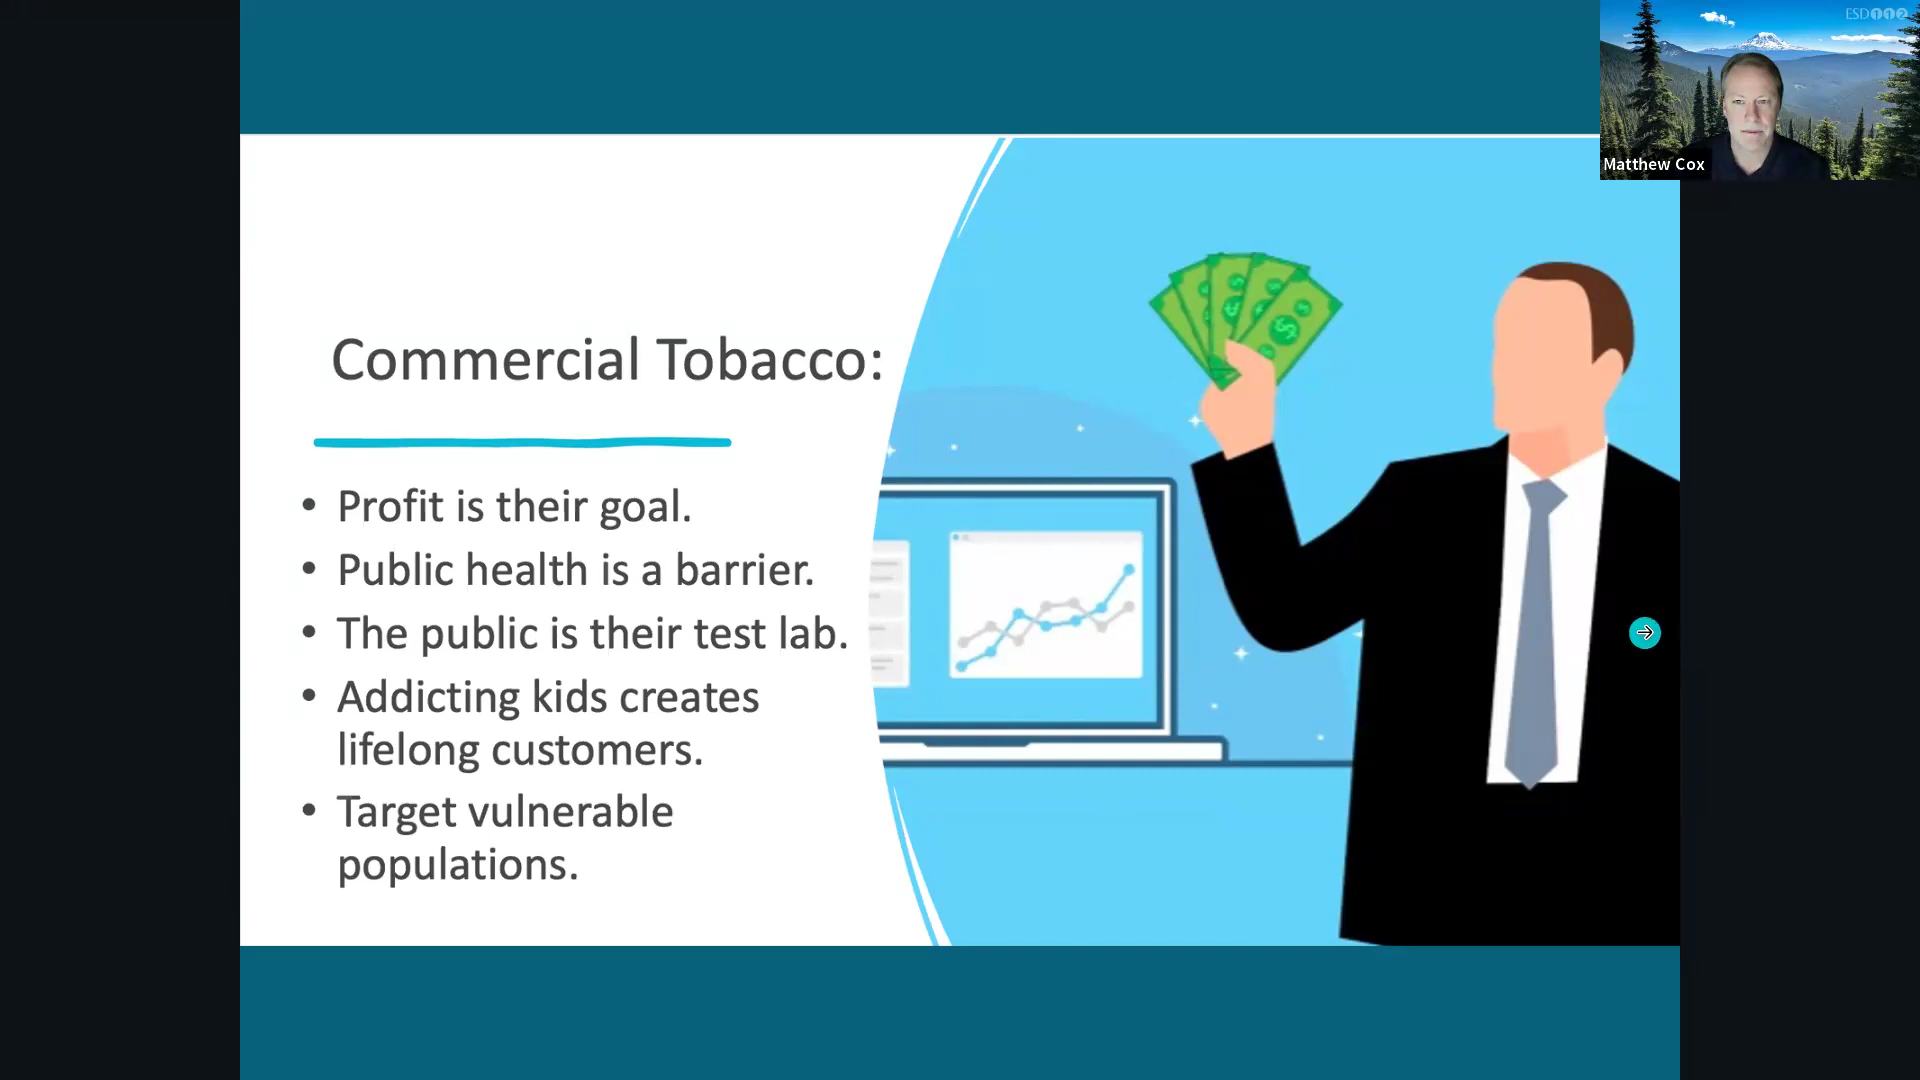 ESD112
Matthew Cox
Commercial Tobacco:
• Profit is their goal.
• Public health is a barrier.
• The public is their test lab.
• Addicting kids creates
lifelong customers.
• Target vulnerable
populations.